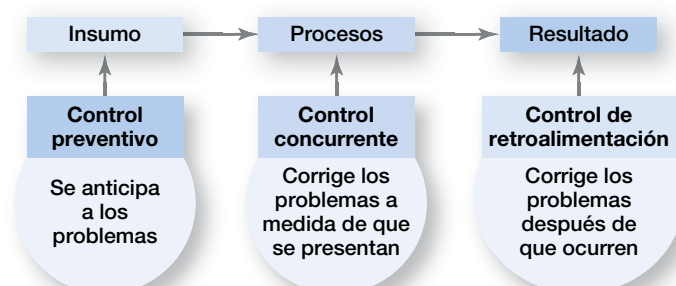 Insumo
Procesos
Resultado
Control
preventivo
Se anticipa
a los
problemas
Control
concurrente
Corrige los
problemas a
medida de que
se presentan
Control de
retroalimentación
Corrige los
problemas
después de
que ocurren